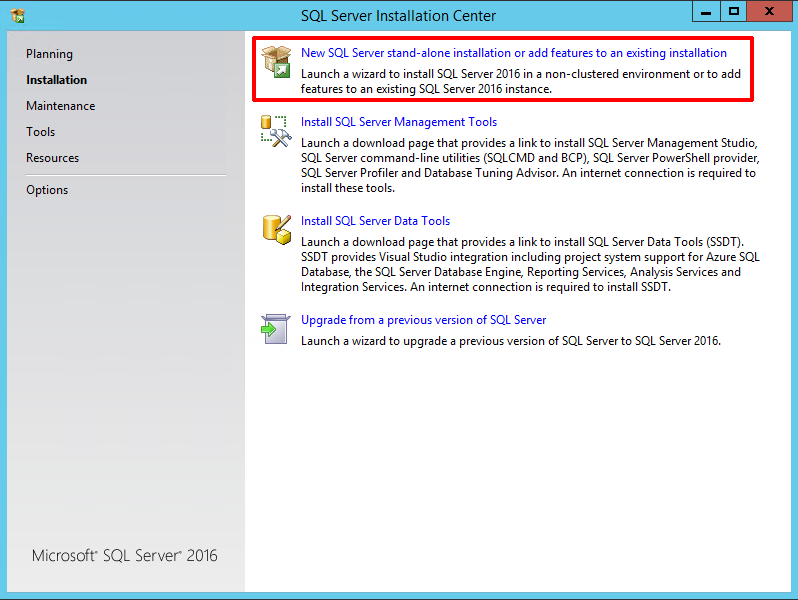 SQL Server Installation Center
Planning
Installation
Maintenance
Tools
Resources
Options
New SQL Server stand-alone installation or add features to an existing installation
Launch a wizard to install SQL Server 2016 in a non-clustered environment or to add
features to an existing SQL Server 2016 instance.
Install SQL Server Management Tools
Launch a download page that provides a link to install SQL Server Management Studio,
SQL Server command-line utilities (SQLCMD and BCP), SQL Server PowerShell provider,
SQL Server Profiler and Database Tuning Advisor. An internet connection is required to
install these tools.
Install SQL Server Data Tools
Launch a download page that provides a link to install SQL Server Data Tools (SSDT).
SSDT provides Visual Studio integration including project system support for Azure SQL
Database, the SQL Server Database Engine, Reporting Services, Analysis Services and
Integration Services. An internet connection is required to install SSDT.
Upgrade from a previous version of SQL Server
Launch a wizard to upgrade a previous version of SQL Server to SQL Server 2016.
Microsoft® SQL Server® 2016